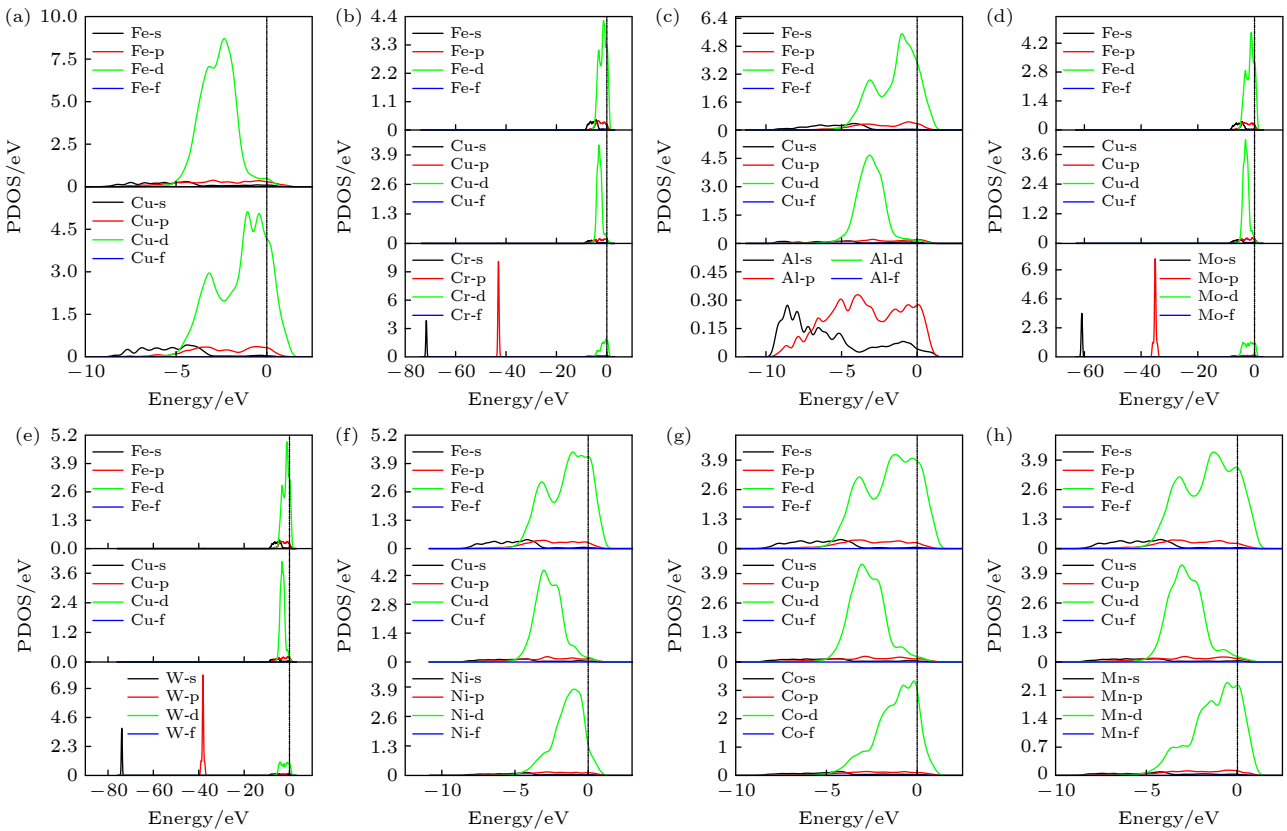 (a)
10.0
7.5
5.0
2.5
0
Fe-s
Fe-p
Fe-d
Fe-f
4.5
3.0
1.5
0
Cu-s
Cu-p
Cu-d
Cu-f
−10 −5 0
PDOS/eV
Energy/eV
(b)
4.4
3.3
2.2
1.1
0
Fe-s
Fe-p
Fe-d
Fe-f
3.9
2.6
1.3
0
Cu-s
Cu-p
Cu-d
Cu-f
9
6
3
0
Cr-s
Cr-p
Cr-d
Cr-f
−80 −60 −40 −20 0
PDOS/eV
Energy/eV
(c)
6.4
4.8
3.2
1.6
0
Fe-s
Fe-p
Fe-d
Fe-f
4.5
3.0
1.5
0
Cu-s
Cu-p
Cu-d
Cu-f
0.45
0.30
0.15
0
Al-s Al-d
Al-p Al-f
−10 −5 0
PDOS/eV
Energy/eV
(d)
4.2
2.8
1.4
0
Fe-s
Fe-p
Fe-d
Fe-f
3.9
2.6
1.3
0
Cu-s
Cu-p
Cu-d
Cu-f
6.9
4.6
2.3
0
Mo-s
Mo-p
Mo-d
Mo-f
−60 −40 −20 0
PDOS/eV
Energy/eV
(e)
5.2
3.9
2.6
1.3
0.0
Fe-s
Fe-p
Fe-d
Fe-f
3.6
2.4
1.2
0.0
Cu-s
Cu-p
Cu-d
Cu-f
6.9
4.6
2.3
0
W-s
W-p
W-d
W-f
−80 −60 −40 −20 0
PDOS/eV
Energy/eV
(f)
5.2
3.9
2.6
1.3
0
Fe-s
Fe-p
Fe-d
Fe-f
4.2
2.8
1.4
0
Cu-s
Cu-p
Cu-d
Cu-f
3.9
2.6
1.3
0
Ni-s
Ni-p
Ni-d
Ni-f
−10 −5 0
PDOS/eV
Energy/eV
(g)
3.9
2.6
1.3
0
Fe-s
Fe-p
Fe-d
Fe-f
3.9
2.6
1.3
0
Cu-s
Cu-p
Cu-d
Cu-f
3
2
1
0
Co-s
Co-p
Co-d
Co-f
−10 −5 0
PDOS/eV
Energy/eV
(h)
3.9
2.6
1.3
0
Fe-s
Fe-p
Fe-d
Fe-f
3.9
2.6
1.3
0
Cu-s
Cu-p
Cu-d
Cu-f
2.1
1.4
0.7
0
Mn-s
Mn-p
Mn-d
Mn-f
−10 −5 0
PDOS/eV
Energy/eV